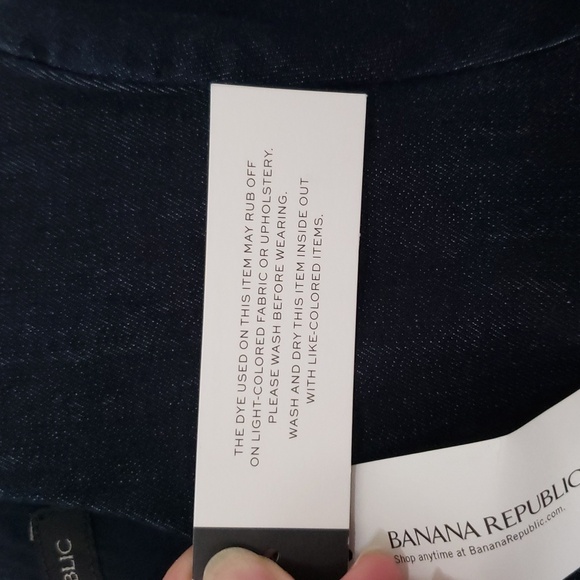 THE DYE USED ON THIS ITEM MAY RUB OFF
ON LIGHT-COLORED FABRIC OR UPHOLSTERY.
PLEASE WASH BEFORE WEARING.
WASH AND DRY THIS ITEM INSIDE OUT
WITH LIKE-COLORED ITEMS.
BANANA REPUBLIC
Shop anytime at BananaRepublic.com.
BLIC